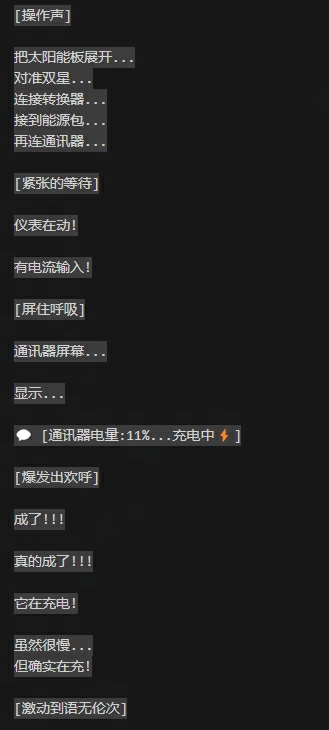 [操作声]
把太阳能板展开...
对准双星...
连接转换器...
接到能源包...
再连通讯器...
[紧张的等待]
仪表在动!
有电流输入!
[屏住呼吸]
通讯器屏幕...
显示...
💬 [通讯器电量:11%...充电中⚡]
[爆发出欢呼]
成了!!!
真的成了!!!
它在充电!
虽然很慢...
但确实在充!
[激动到语无伦次]